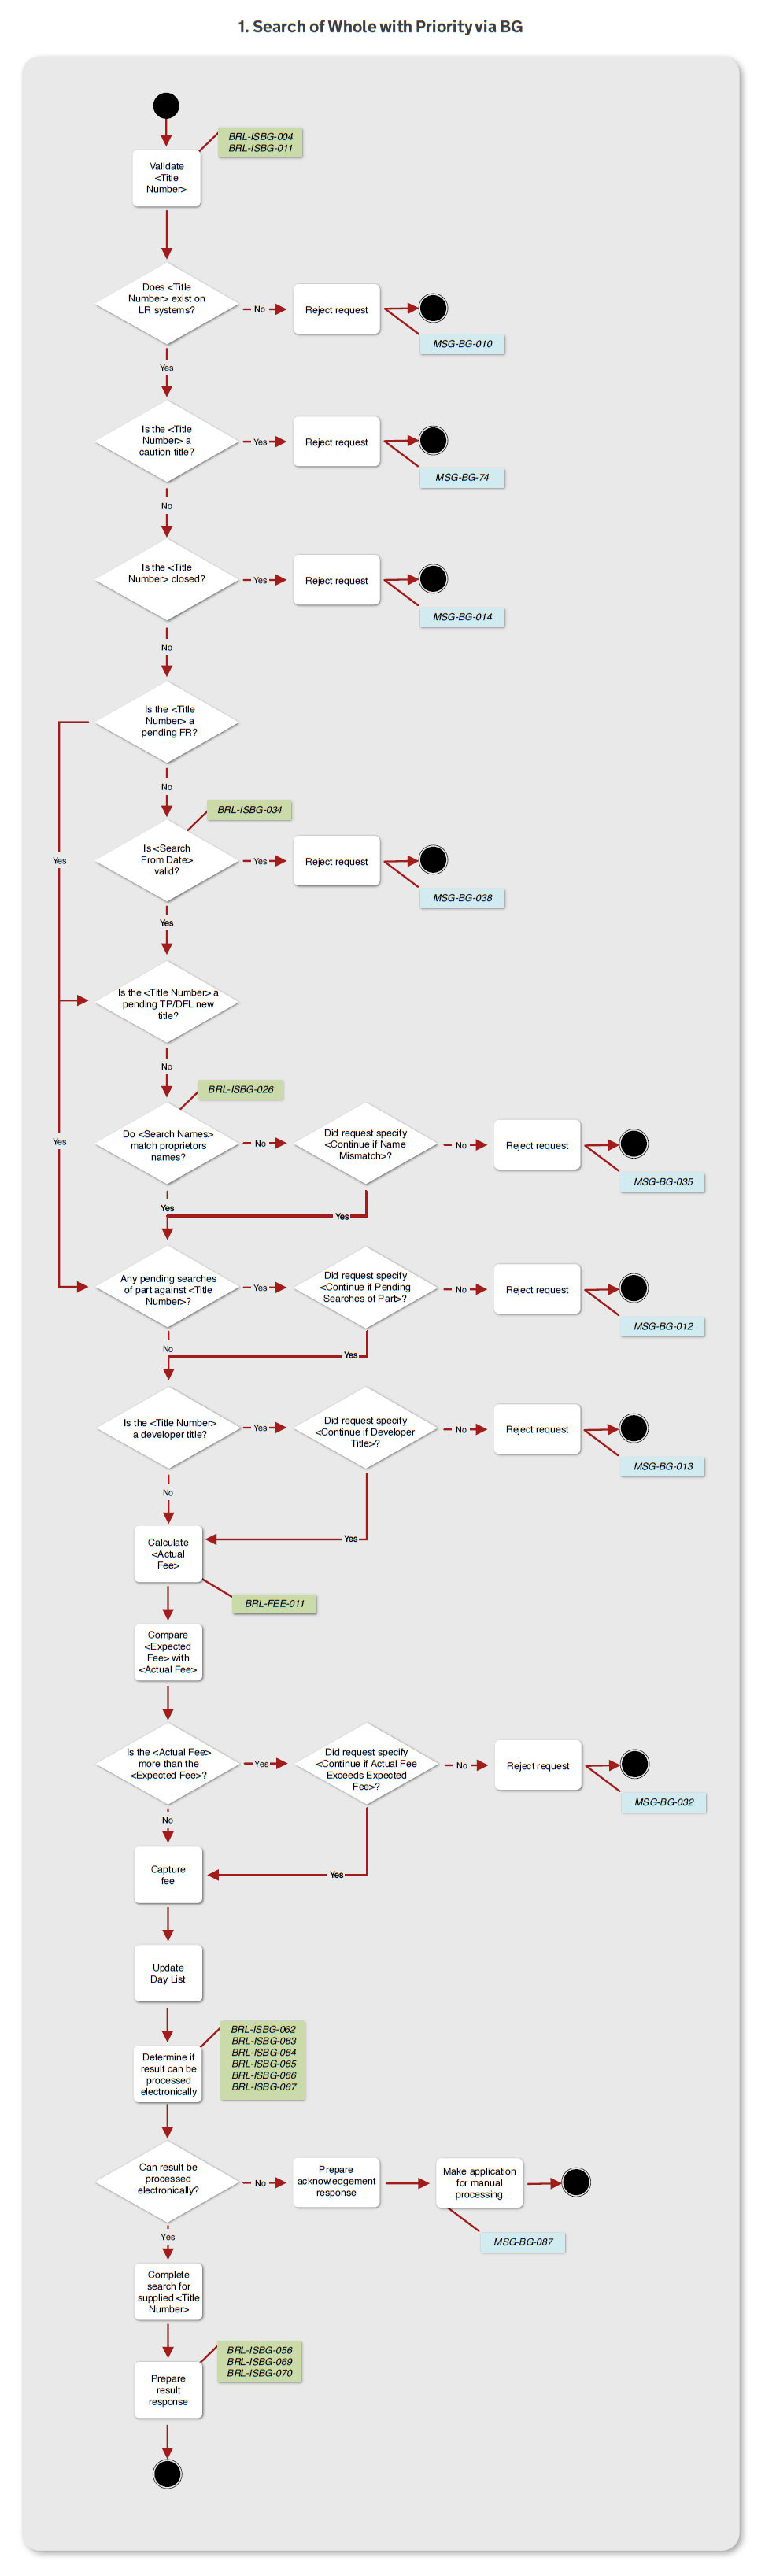 1. Search of Whole with Priority via BG
BRL-ISBG-004
BRL-ISBG-011
Validate
<Title
Number>
Does <Title
Number> exist on
LR systems?
No
Reject request
MSG-BG-010
Yes
Is the <Title
Number> a
caution title?
Yes
Reject request
MSG-BG-74
No
Is the <Title
Number> closed?
Yes
Reject request
MSG-BG-014
No
Is the <Title
Number> a
pending FR?
No
BRL-ISBG-034
Is <Search
From Date>
valid?
Yes
Yes
Reject request
MSG-BG-038
Yes
Is the <Title Number> a
pending TP/DFL new
title?
No
BRL-ISBG-026
Yes
Do <Search Names>
match proprietors
names?
No
Did request specify
<Continue if Name
Mismatch>?
No
Reject request
MSG-BG-035
Yes
Yes
Any pending searches
of part against <Title
Number>?
Yes
Did request specify
<Continue if Pending
Searches of Part>?
No
Reject request
MSG-BG-012
No
Yes
Is the <Title Number>
a developer title?
Yes
Did request specify
<Continue if Developer
Title>?
No
Reject request
MSG-BG-013
No
Calculate
<Actual
Fee>
Yes
BRL-FEE-011
Compare
<Expected
Fee> with
<Actual Fee>
Is the <Actual Fee>
more than the
<Expected Fee>?
Yes
Did request specify
<Continue if Actual Fee
Exceeds Expected
Fee>?
No
Reject request
MSG-BG-032
No
Capture
fee
Yes
Update
Day List
BRL-ISBG-062
BRL-ISBG-063
BRL-ISBG-064
BRL-ISBG-065
BRL-ISBG-066
BRL-ISBG-067
Determine if
result can be
processed
electronically
Can result be
processed
electronically?
No
Prepare
acknowledgement
response
Make application
for manual
processing
MSG-BG-087
Yes
Complete
search for
supplied <Title
Number>
BRL-ISBG-056
BRL-ISBG-069
BRL-ISBG-070
Prepare
result
response